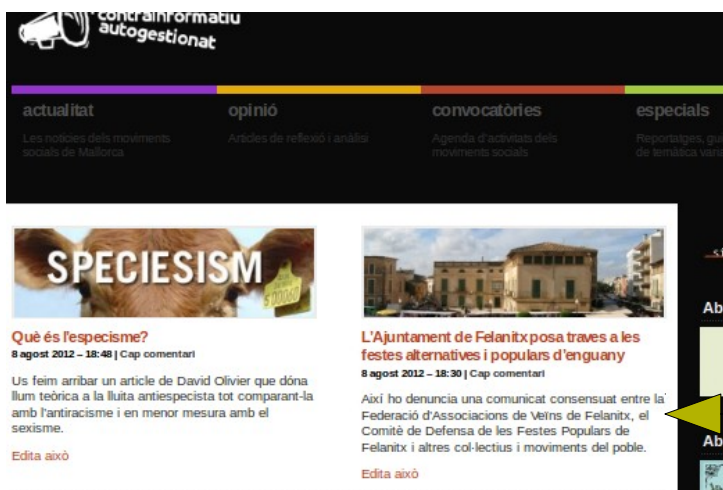 contrainformatiu
autogestionat
actualitat
Les notícies dels moviments
socials de Mallorca
opinió
Articles de reflexió i anàlisi
convocatòries
Agenda d'activitats dels
moviments socials
especials
Reportatges,
de temàtica
SPECIESISM
Què és l'especisme?
8 agost 2012 – 18:48 | Cap comentari
Us feim arribar un article de David Olivier que dóna
llum teòrica a la lluita antiespecista tot comparant-la
amb l'antiracisme i en menor mesura amb el
sexisme.
Edita això
L'Ajuntament de Felanitx posa traves a les
festes alternatives i populars d'enguany
8 agost 2012 – 18:30 | Cap comentari
Així ho denuncia una comunicat consensuat entre la
Federació d'Associacions de Veïns de Felanitx, el
Comitè de Defensa de les Festes Populars de
Felanitx i altres col·lectius i moviments del poble.
Edita això
Ab
Ab